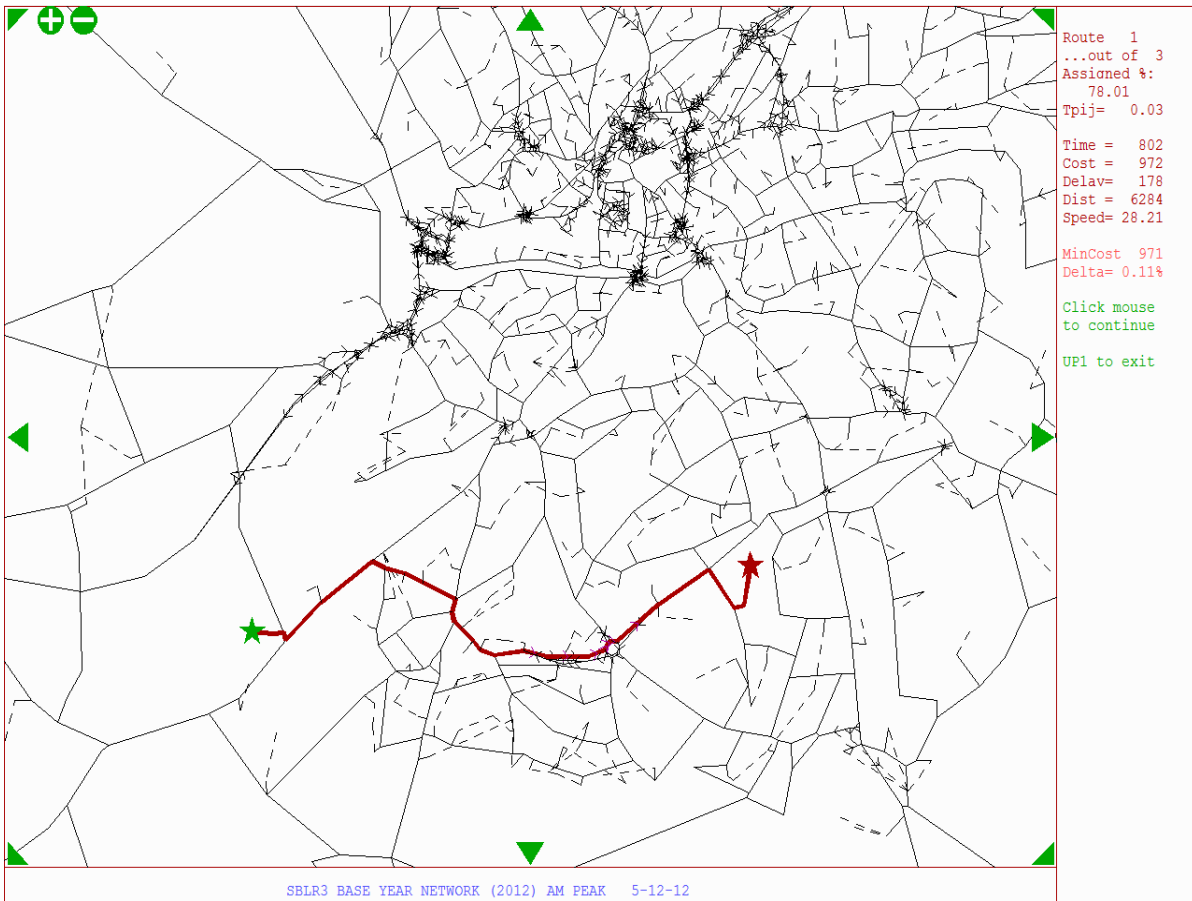 Route 1
...out of 3
Assigned %:
78.01
Tpij= 0.03
Time = 802
Cost = 972
Delay= 178
Dist = 6284
Speed= 28.21
MinCost 971
Delta= 0.11%
Click mouse
to continue
UP1 to exit
SBLR3 BASE YEAR NETWORK (2012) AM PEAK 5-12-12